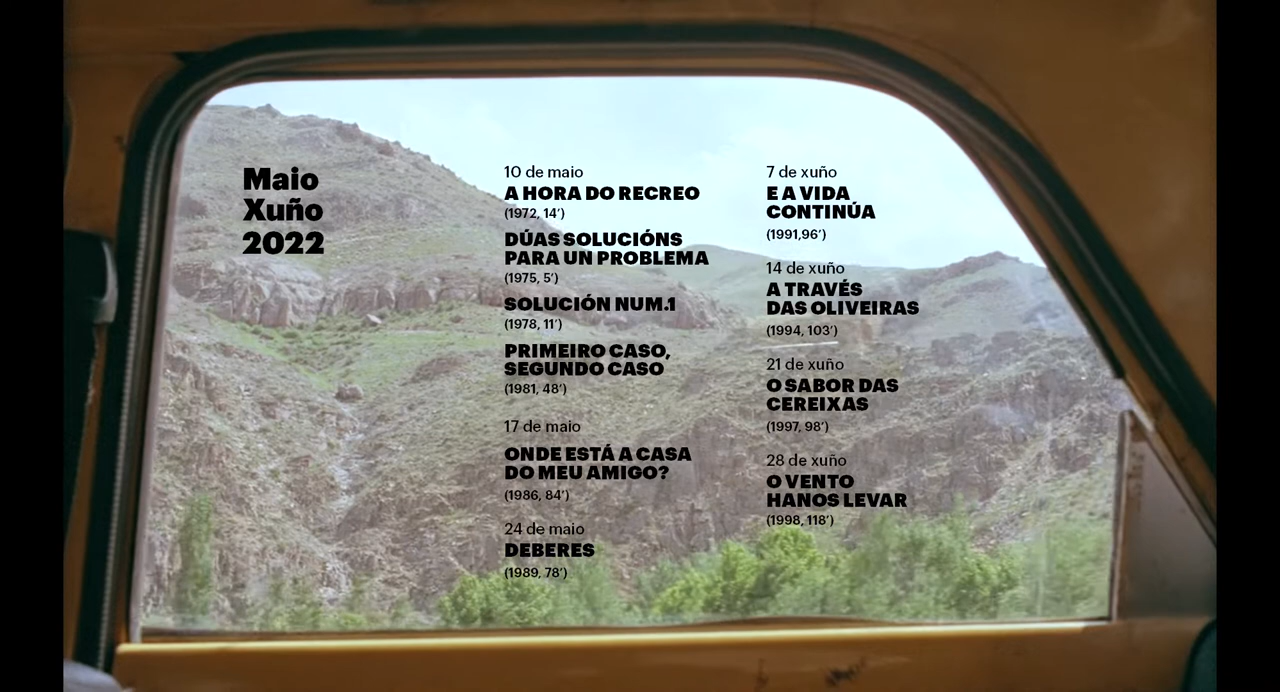 Maio
Xuño
2022
10 de maio
A HORA DO RECREO
(1972, 14’)
DÚAS SOLUCIÓNS
PARA UN PROBLEMA
(1975, 5’)
SOLUCIÓN NUM.1
(1978, 11’)
PRIMEIRO CASO,
SEGUNDO CASO
(1981, 48’)
17 de maio
ONDE ESTÁ A CASA
DO MEU AMIGO?
(1986, 84’)
24 de maio
DEBERES
(1989, 78’)
7 de xuño
E A VIDA
CONTINÚA
(1991,96’)
14 de xuño
A TRAVÉS
DAS OLIVEIRAS
(1994, 103’)
21 de xuño
O SABOR DAS
CEREIXAS
(1997, 98’)
28 de xuño
O VENTO
HANOS LEVAR
(1998, 118’)